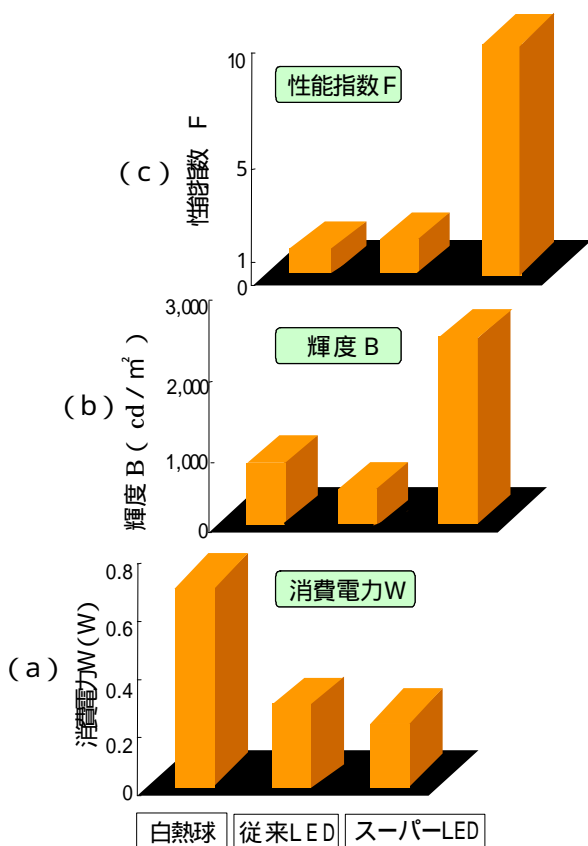 10
5
1
0
性能指数 F
(c)
性能指数F
3,000
2,000
1,000
0
輝度B( cd/㎡)
(b)
輝度B
0.8
0.6
0.4
0.2
0
消費電力W(W)
(a)
消費電力W
白熱球 従来LED スーパーLED